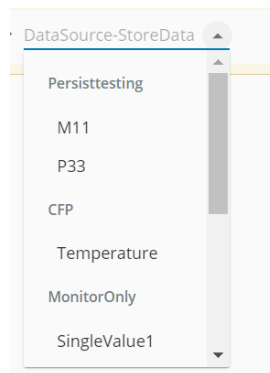 DataSource-StoreData
Persisttesting
M11
P33
CFP
Temperature
MonitorOnly
SingleValue1